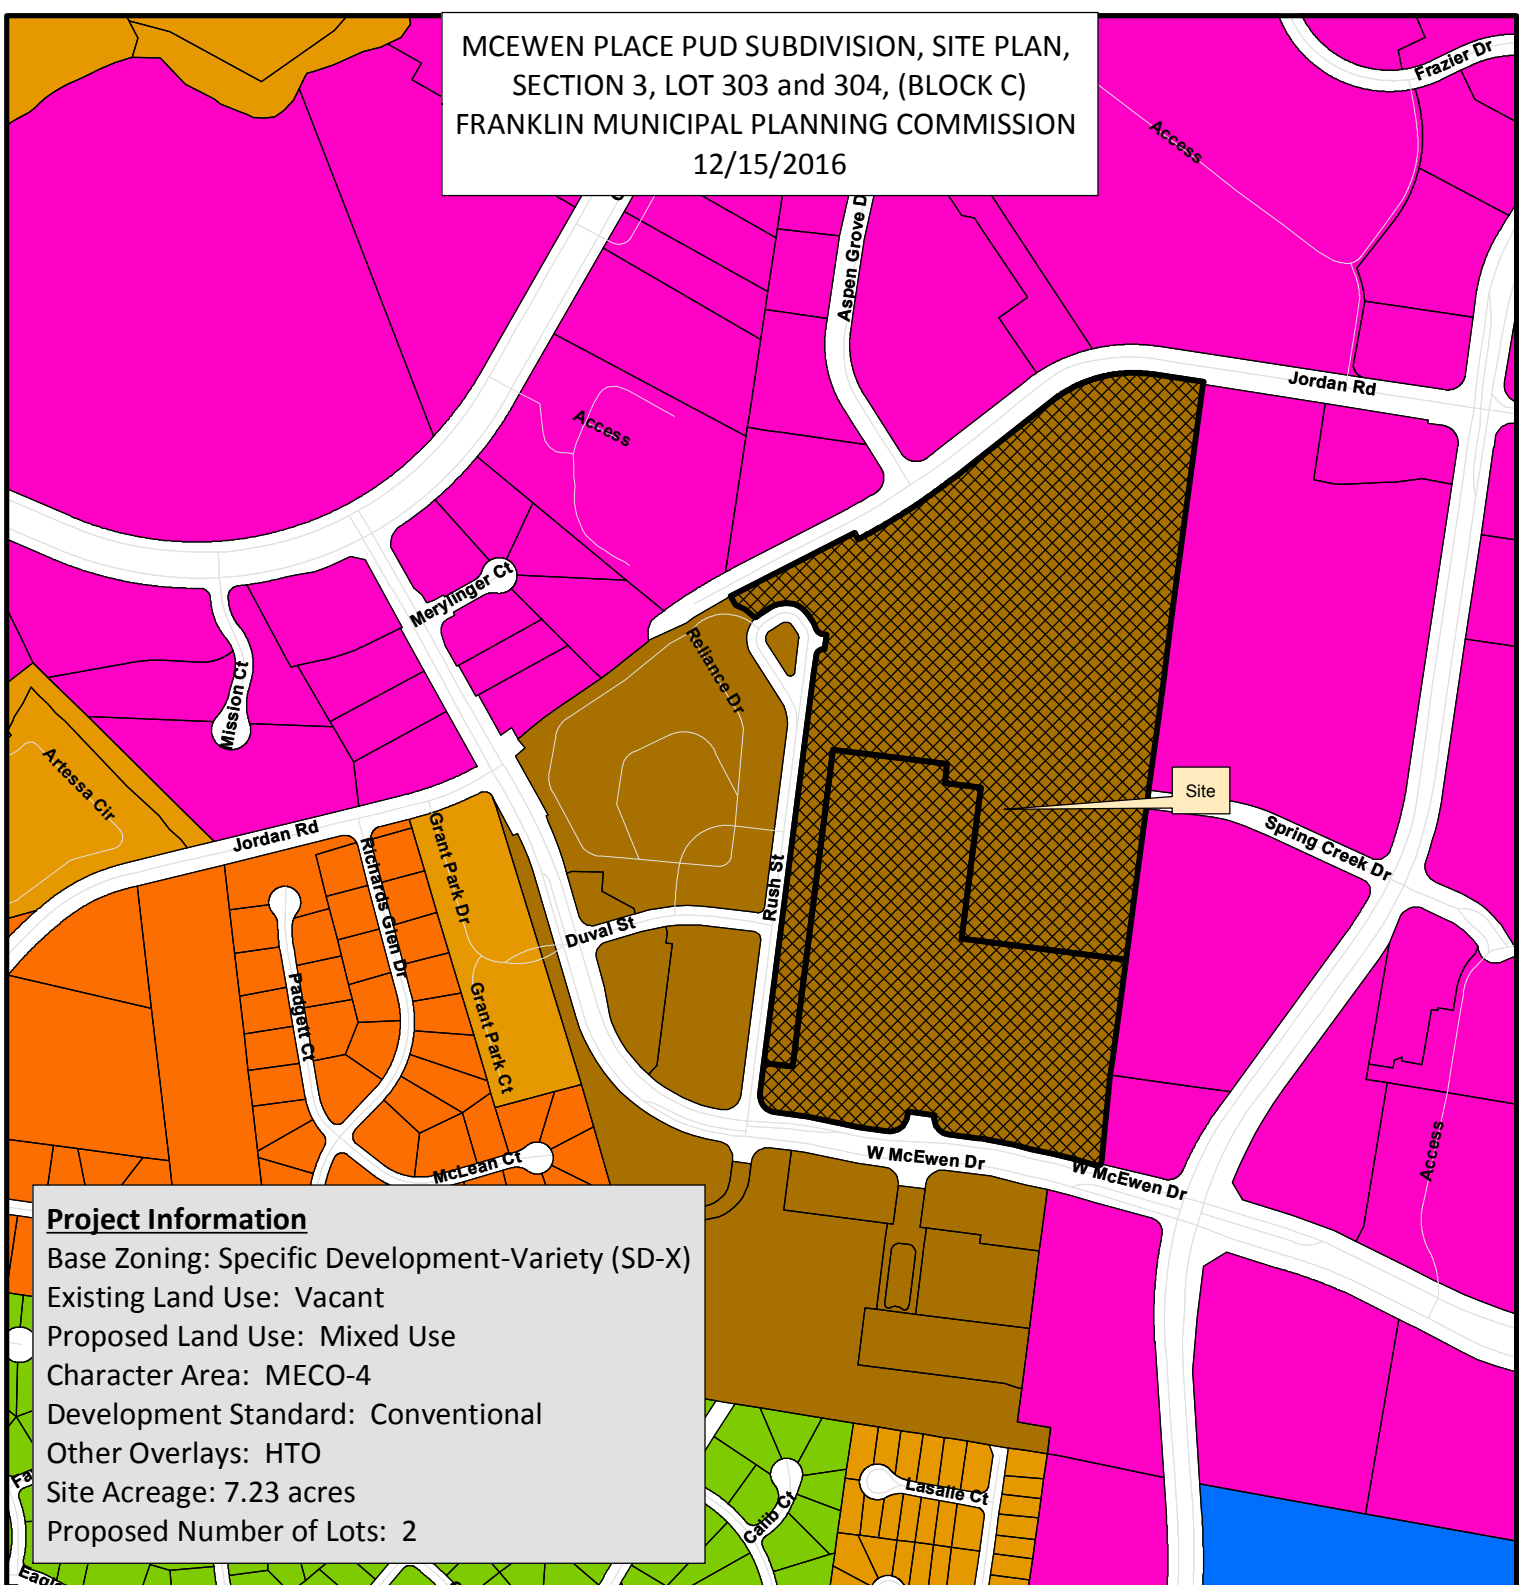 MCEWEN PLACE PUD SUBDIVISION, SITE PLAN,
SECTION 3, LOT 303 and 304, (BLOCK C)
FRANKLIN MUNICIPAL PLANNING COMMISSION
12/15/2016
Frazier Dr
Access
Aspen Grove D
Jordan Rd
Access
Merylinger Ct
Mission Ct
Reliance Dr
Artessa Cir
Site
Jordan Rd
Spring Creek Dr
Grant Park Dr
Richards Glen Dr
Rush St
Duval St
Padgett Ct
Grant Park Ct
McLean Ct
W McEwen Dr
W McEwen Dr
Access
Project Information
Base Zoning: Specific Development-Variety (SD-X)
Existing Land Use: Vacant
Proposed Land Use: Mixed Use
Character Area: MECO-4
Development Standard: Conventional
Other Overlays: HTO
Site Acreage: 7.23 acres
Proposed Number of Lots: 2
Lasalle Ct
Calib Ct
Fa
Eagle